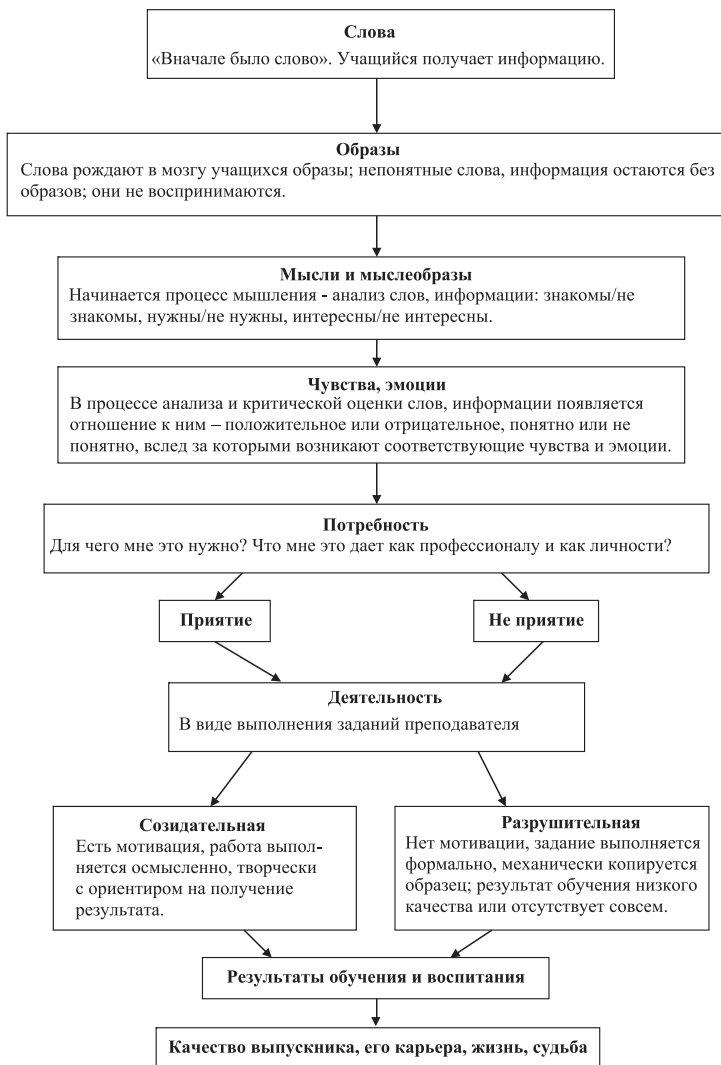 Слова
«Вначале было слово». Учащийся получает информацию.
Образы
Слова рождают в мозгу учащихся образы; непонятные слова, информация остаются без
образов; они не воспринимаются.
Мысли и мыслеобразы
Начинается процесс мышления - анализ слов, информации: знакомы/не
знакомы, нужны/не нужны, интересны/не интересны.
Чувства, эмоции
В процессе анализа и критической оценки слов, информации появляется
отношение к ним – положительное или отрицательное, понятно или не
понятно, вслед за которыми возникают соответствующие чувства и эмоции.
Потребность
Для чего мне это нужно? Что мне это дает как профессионалу и как личности?
Приятие
Не приятие
Деятельность
В виде выполнения заданий преподавателя
Созидательная
Есть мотивация, работа выпол-
няется осмысленно, творчески
с ориентиром на получение
результата.
Разрушительная
Нет мотивации, задание выполняется
формально, механически копируется
образец; результат обучения низкого
качества или отсутствует совсем.
Результаты обучения и воспитания
Качество выпускника, его карьера, жизнь, судьба